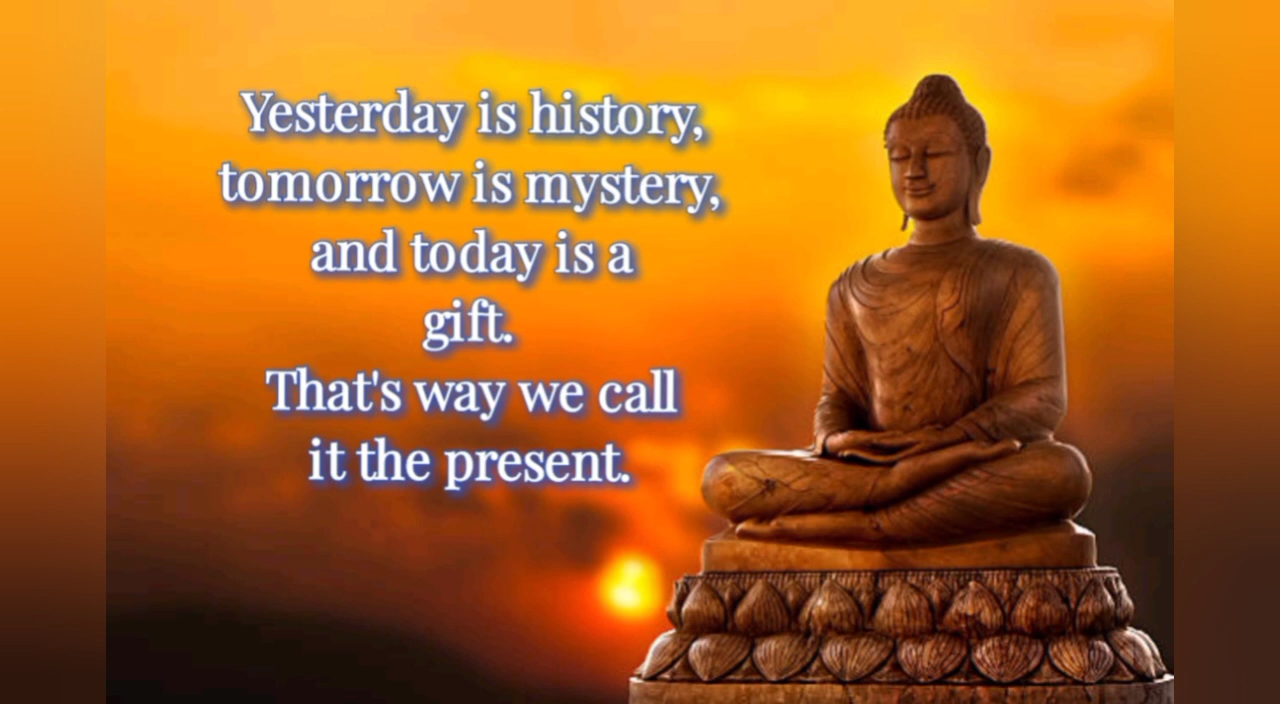 Yesterday is history,
tomorrow is mystery,
and today is a
gift.
That's way we call
it the present.